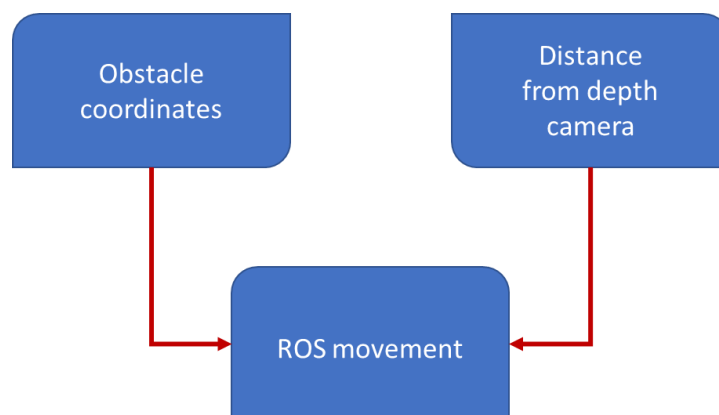 Obstacle
coordinates
Distance
from depth
camera
ROS movement